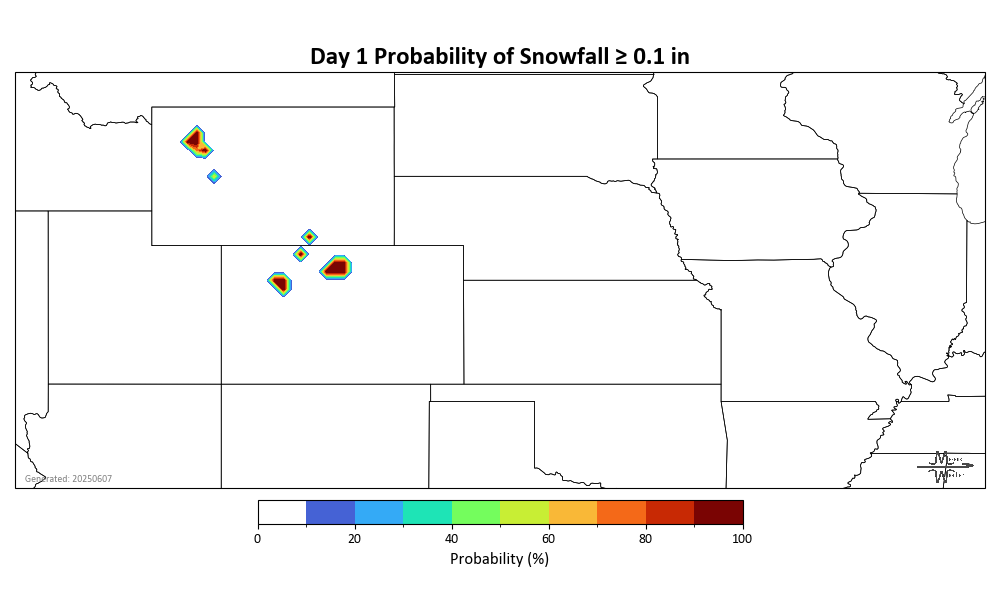 Day 1 Probability of Snowfall ≥ 0.1 in
Generated: 20250607
0 20 40 60 80 100
Probability (%)